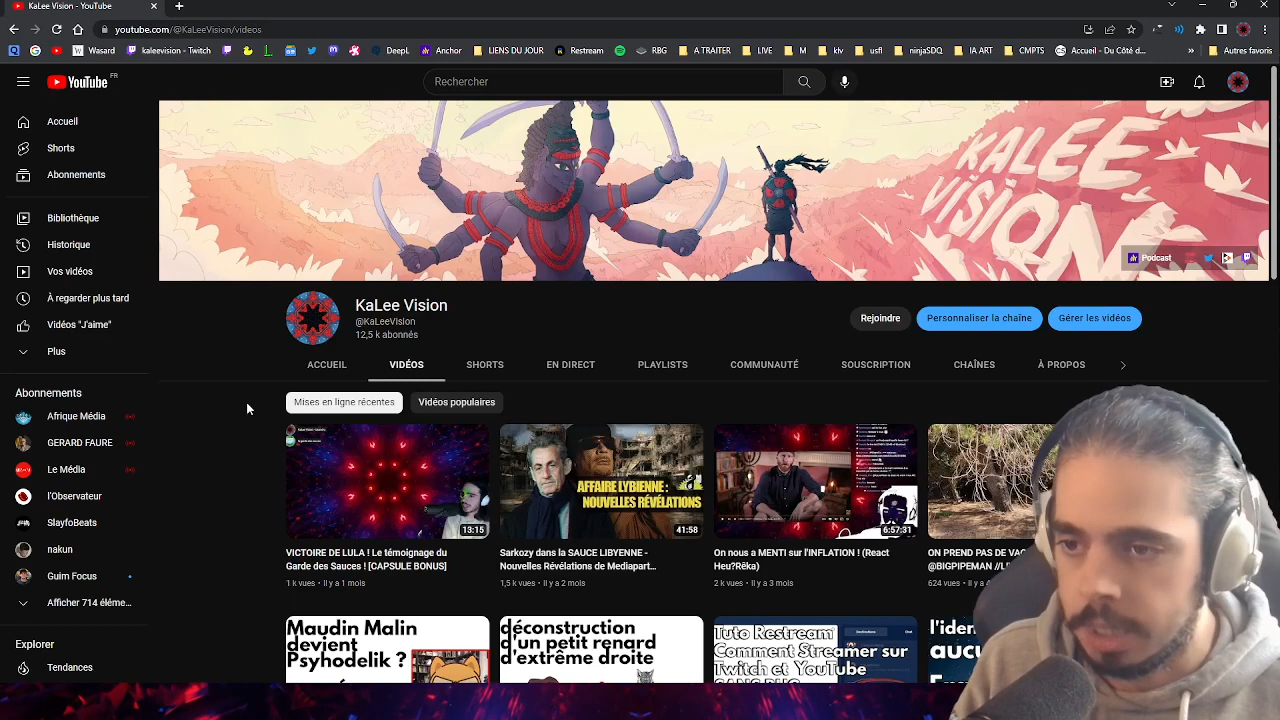 KaLee Vision - YouTube
youtube.com/@KaLeeVision/videos
Wasard
kaleevision - Twitch
DeepL
Anchor
LIENS DU JOUR
Restream
RBG
A TRAITER
LIVE
M
klv
usfl
ninjaSDQ
IA ART
CMPTS
Accueil - Du Côté d...
»
Autres favoris
YouTube FR
Rechercher
KALEE
VISION
Podcast
Accueil
Shorts
Abonnements
Bibliothèque
Historique
Vos vidéos
À regarder plus tard
Vidéos "J'aime"
Plus
Abonnements
Afrique Média
GERARD FAURE
Le Média
l'Observateur
SlayfoBeats
nakun
Guim Focus
Afficher 714 éléme...
Explorer
Tendances
KaLee Vision
@KaLeeVision
12,5 k abonnés
Rejoindre
Personnaliser la chaîne
Gérer les vidéos
ACCUEIL
VIDÉOS
SHORTS
EN DIRECT
PLAYLISTS
COMMUNAUTÉ
SOUSCRIPTION
CHAÎNES
À PROPOS
Mises en ligne récentes
Vidéos populaires
13:15
VICTOIRE DE LULA ! Le témoignage du
Garde des Sauces ! [CAPSULE BONUS]
1 k vues • Il y a 1 mois
AFFAIRE LYBIENNE :
NOUVELLES RÉVÉLATIONS
41:58
Sarkozy dans la SAUCE LIBYENNE -
Nouvelles Révélations de Mediapart...
1,5 k vues • Il y a 2 mois
6:57:31
On nous a MENTI sur l'INFLATION ! (React
Heu?Rêka)
2 k vues • Il y a 3 mois
ON PREND PAS DE VAC
@BIGPIPEMAN //L'
624 vues • Il y a 4
Maudin Malin
devient
Psyhodelik ?
déconstruction
d'un petit renard
d'extrême droite
Tuto Restream
Comment Streamer sur
Twitch et YouTube
l'iden
aucu